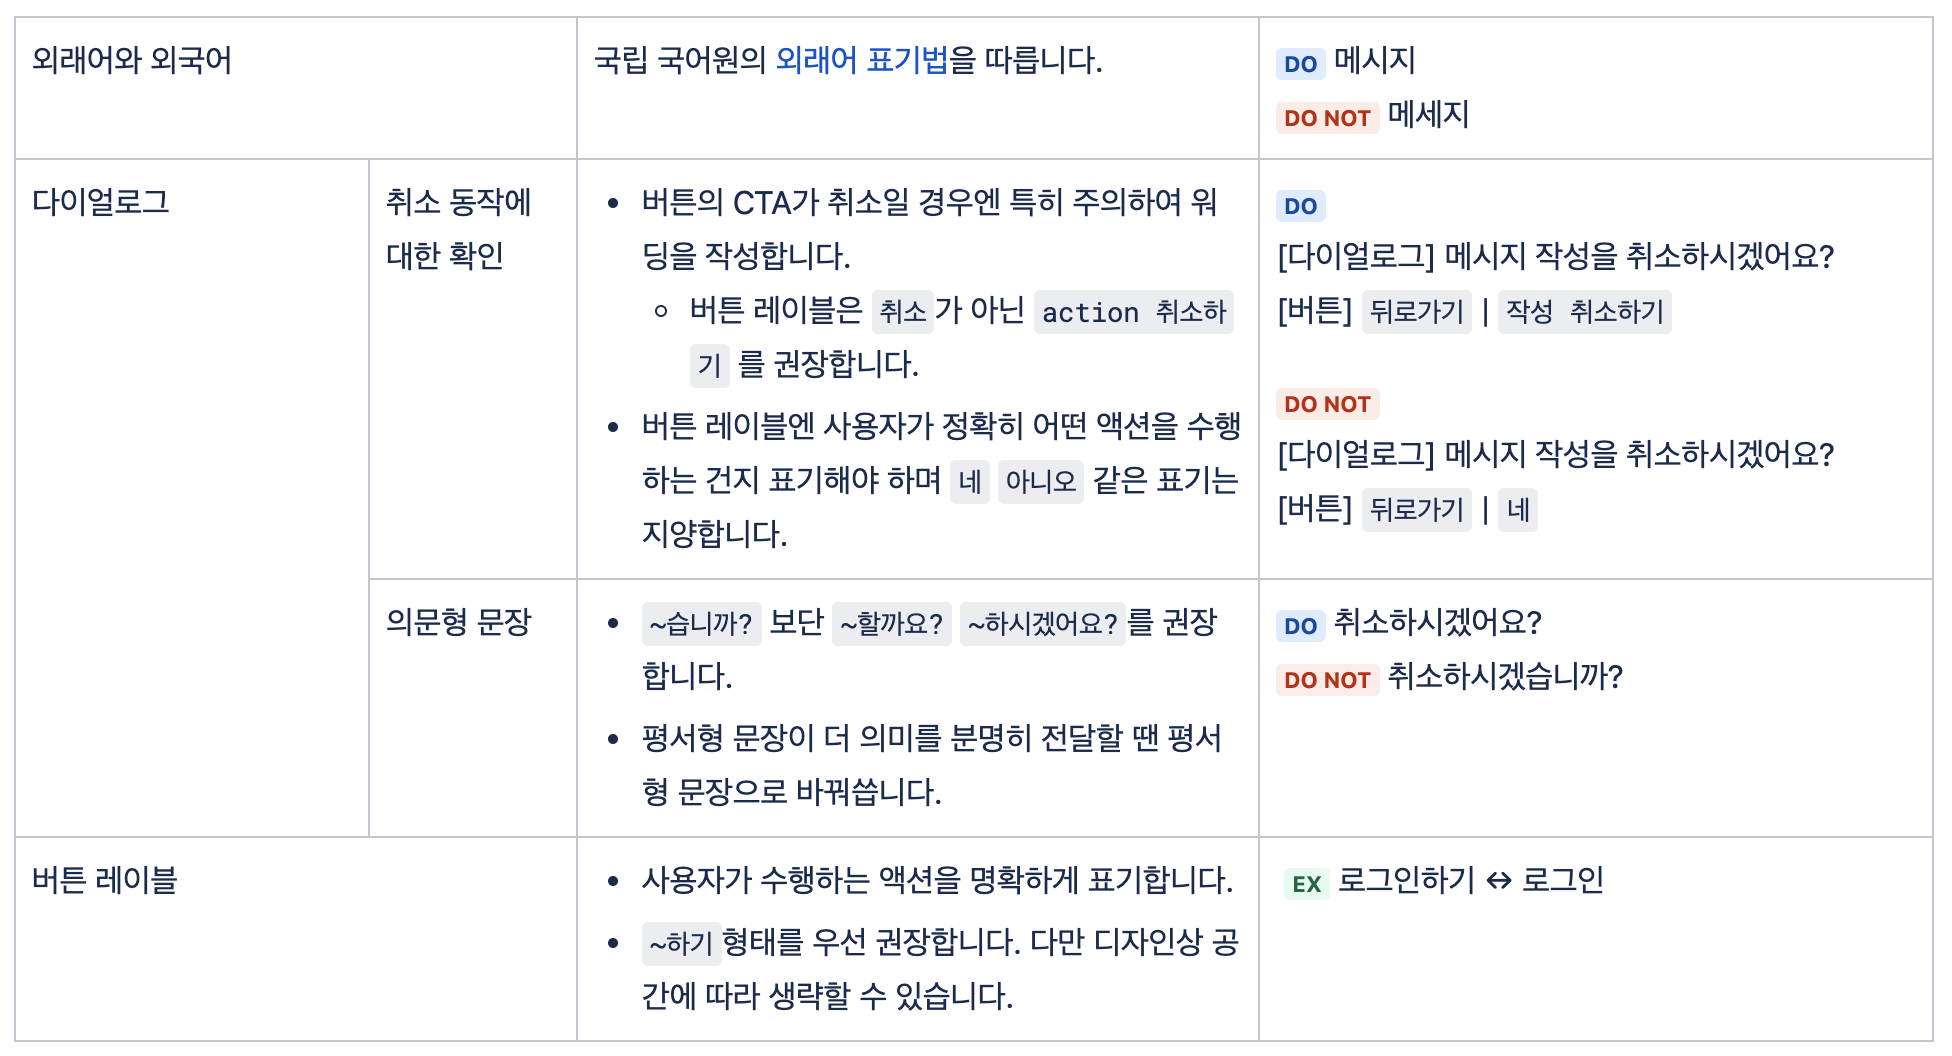 외래어와 외국어
국립 국어원의 외래어 표기법을 따릅니다.
DO 메시지
DO NOT 메세지
다이얼로그
취소 동작에
대한 확인
• 버튼의 CTA가 취소일 경우엔 특히 주의하여 워
딩을 작성합니다.
◦ 버튼 레이블은 취소가 아닌 action 취소하
기 를 권장합니다.
• 버튼 레이블엔 사용자가 정확히 어떤 액션을 수행
하는 건지 표기해야 하며 네 아니오 같은 표기는
지양합니다.
DO
[다이얼로그] 메시지 작성을 취소하시겠어요?
[버튼] 뒤로가기 | 작성 취소하기
DO NOT
[다이얼로그] 메시지 작성을 취소하시겠어요?
[버튼] 뒤로가기 | 네
의문형 문장
• ~습니까? 보단 ~할까요? ~하시겠어요?를 권장
합니다.
• 평서형 문장이 더 의미를 분명히 전달할 땐 평서
형 문장으로 바꿔씁니다.
DO 취소하시겠어요?
DO NOT 취소하시겠습니까?
버튼 레이블
• 사용자가 수행하는 액션을 명확하게 표기합니다.
• ~하기형태를 우선 권장합니다. 다만 디자인상 공
간에 따라 생략할 수 있습니다.
EX 로그인하기 ↔ 로그인